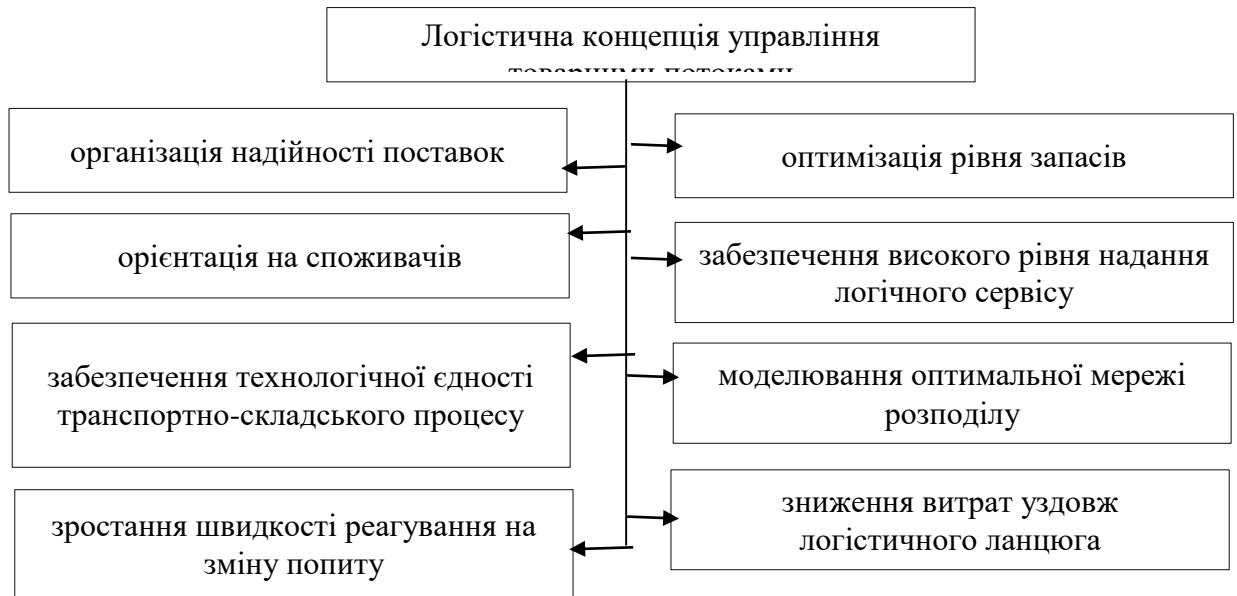 Логістична концепція управління
товарними потоками
організація надійності поставок
оптимізація рівня запасів
орієнтація на споживачів
забезпечення високого рівня надання
логічного сервісу
забезпечення технологічної єдності
транспортно-складського процесу
моделювання оптимальної мережі
розподілу
зростання швидкості реагування на
зміну попиту
зниження витрат уздовж
логістичного ланцюга